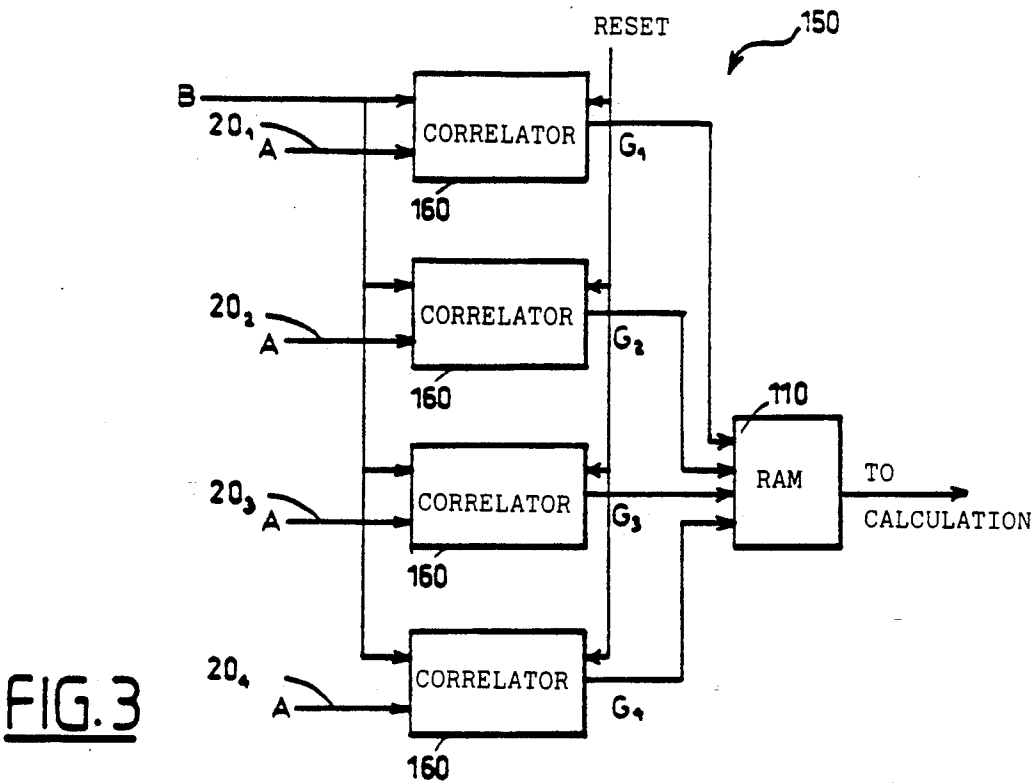 RESET
150
B
20₁
A
CORRELATOR
G₁
160
20₂
A
CORRELATOR
G₂
160
110
RAM
TO
CALCULATION
20₃
A
CORRELATOR
G₃
160
20₄
A
CORRELATOR
G₄
160
FIG.3